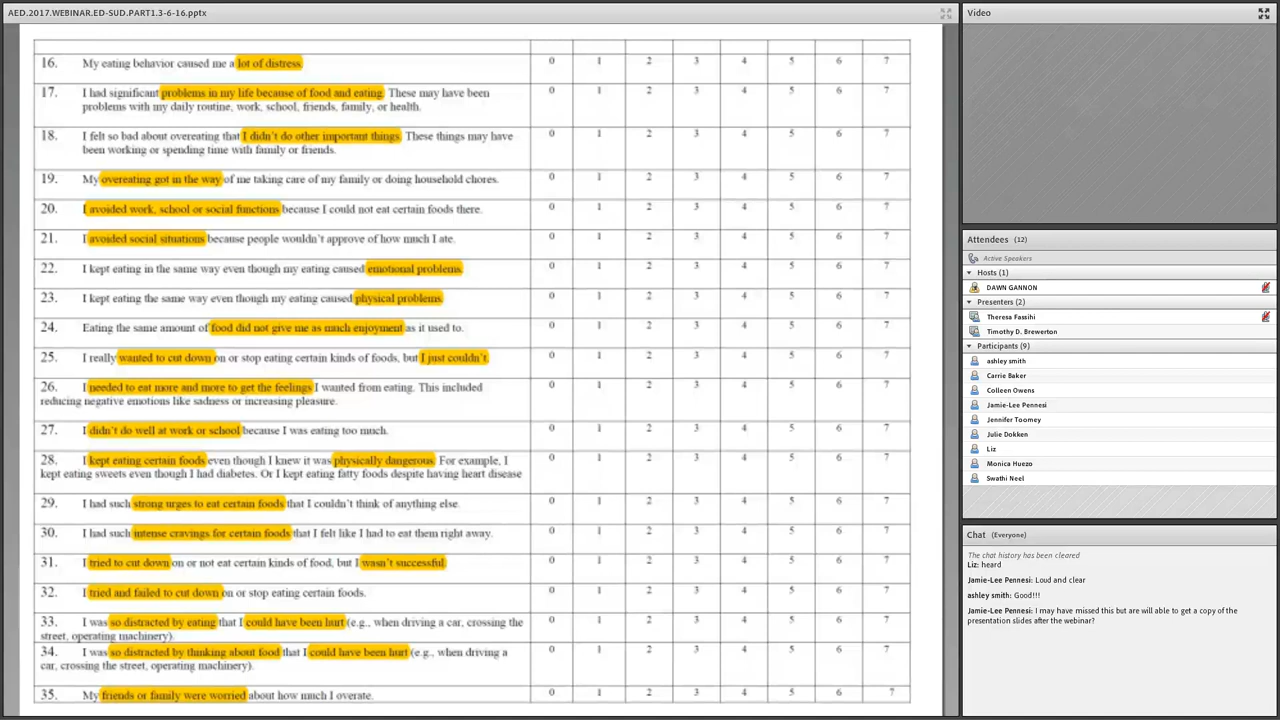 AED.2017.WEBINAR.ED-SUD.PART1.3-6-16.pptx
16. My eating behavior caused me a lot of distress. 0 1 2 3 4 5 6 7
17. I had significant problems in my life because of food and eating. These may have been 0 1 2 3 4 5 6 7
problems with my daily routine, work, school, friends, family, or health.
18. I felt so bad about overeating that I didn't do other important things. These things may have 0 1 2 3 4 5 6 7
been working or spending time with family or friends.
19. My overeating got in the way of me taking care of my family or doing household chores. 0 1 2 3 4 5 6 7
20. I avoided work, school or social functions because I could not eat certain foods there. 0 1 2 3 4 5 6 7
21. I avoided social situations because people wouldn't approve of how much I ate. 0 1 2 3 4 5 6 7
22. I kept eating in the same way even though my eating caused emotional problems. 0 1 2 3 4 5 6 7
23. I kept eating the same way even though my eating caused physical problems. 0 1 2 3 4 5 6 7
24. Eating the same amount of food did not give me as much enjoyment as it used to. 0 1 2 3 4 5 6 7
25. I really wanted to cut down on or stop eating certain kinds of foods, but I just couldn't. 0 1 2 3 4 5 6 7
26. I needed to eat more and more to get the feelings I wanted from eating. This included 0 1 2 3 4 5 6 7
reducing negative emotions like sadness or increasing pleasure.
27. I didn't do well at work or school because I was eating too much. 0 1 2 3 4 5 6 7
28. I kept eating certain foods even though I knew it was physically dangerous. For example, I 0 1 2 3 4 5 6 7
kept eating sweets even though I had diabetes. Or I kept eating fatty foods despite having heart disease
29. I had such strong urges to eat certain foods that I couldn't think of anything else. 0 1 2 3 4 5 6 7
30. I had such intense cravings for certain foods that I felt like I had to eat them right away. 0 1 2 3 4 5 6 7
31. I tried to cut down on or not eat certain kinds of food, but I wasn't successful. 0 1 2 3 4 5 6 7
32. I tried and failed to cut down on or stop eating certain foods. 0 1 2 3 4 5 6 7
33. I was so distracted by eating that I could have been hurt (e.g., when driving a car, crossing the 0 1 2 3 4 5 6 7
street, operating machinery).
34. I was so distracted by thinking about food that I could have been hurt (e.g., when driving a 0 1 2 3 4 5 6 7
car, crossing the street, operating machinery).
35. My friends or family were worried about how much I overate. 0 1 2 3 4 5 6 7
Video
Attendees (12)
Active Speakers
Hosts (1)
DAWN GANNON
Presenters (2)
Theresa Fassihi
Timothy D. Brewerton
Participants (9)
ashley smith
Carrie Baker
Colleen Owens
Jamie-Lee Pennesi
Jennifer Toomey
Julie Dokken
Liz
Monica Huezo
Swathi Neel
Chat (Everyone)
The chat history has been cleared
Liz: heard
Jamie-Lee Pennesi: Loud and clear
ashley smith: Good!!!
Jamie-Lee Pennesi: I may have missed this but are will able to get a copy of the
presentation slides after the webinar?